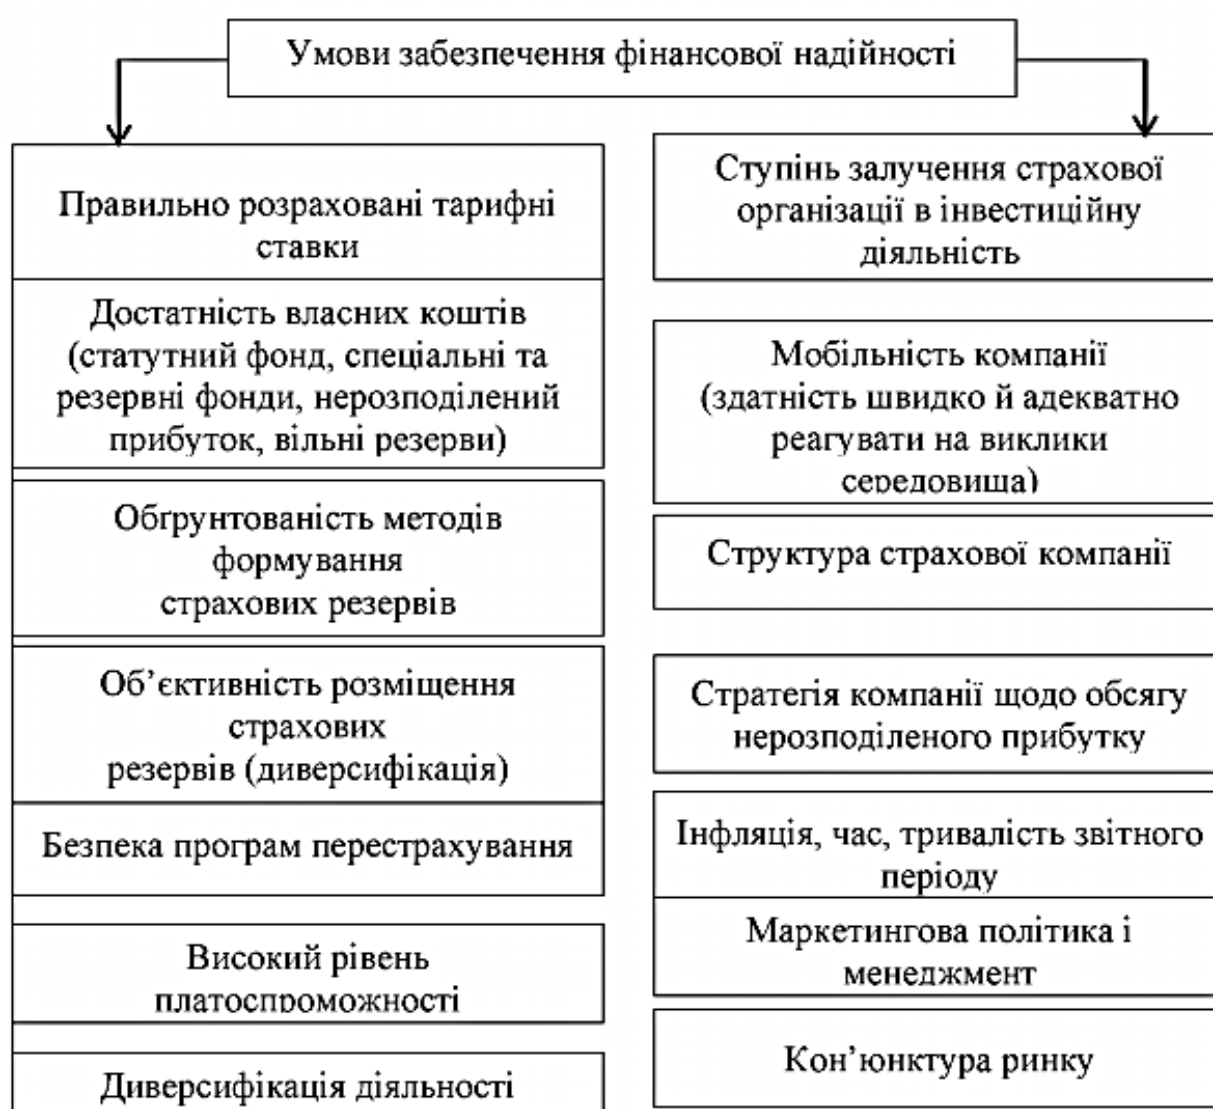 Умови забезпечення фінансової надійності
Правильно розраховані тарифні
ставки
Достатність власних коштів
(статутний фонд, спеціальні та
резервні фонди, нерозподілений
прибуток, вільні резерви)
Обґрунтованість методів
формування
страхових резервів
Об’єктивність розміщення
страхових
резервів (диверсифікація)
Безпека програм перестрахування
Високий рівень
платоспроможності
Диверсифікація діяльності
Ступінь залучення страхової
організації в інвестиційну
діяльність
Мобільність компанії
(здатність швидко й адекватно
реагувати на виклики
середовища)
Структура страхової компанії
Стратегія компанії щодо обсягу
нерозподіленого прибутку
Інфляція, час, тривалість звітного
періоду
Маркетингова політика і
менеджмент
Кон’юнктура ринку